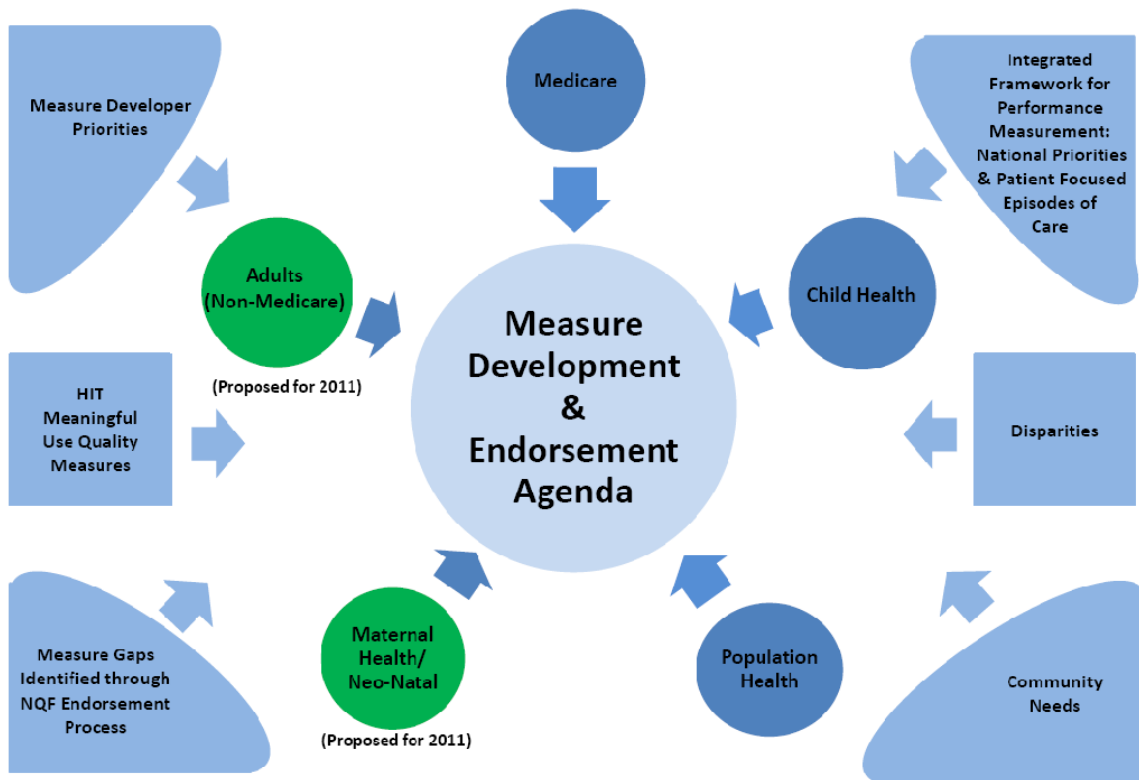 Measure Developer
Priorities
Medicare
Integrated
Framework for
Performance
Measurement:
National Priorities
& Patient Focused
Episodes of
Care
Adults
(Non-Medicare)
(Proposed for 2011)
Child Health
Measure
Development
&
Endorsement
Agenda
HIT
Meaningful
Use Quality
Measures
Disparities
Measure Gaps
Identified through
NQF Endorsement
Process
Maternal
Health/
Neo-Natal
(Proposed for 2011)
Population
Health
Community
Needs